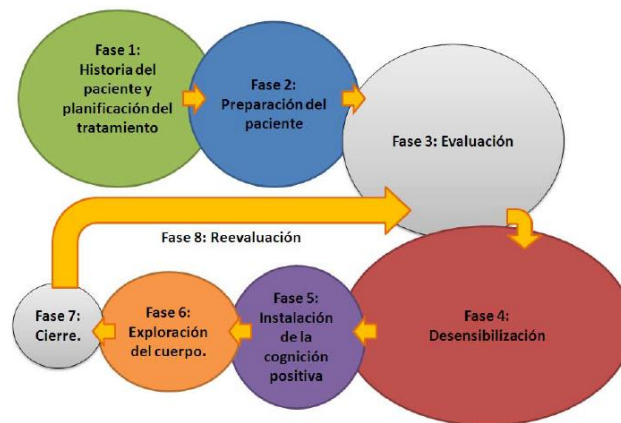 Fase 1:
Historia del
paciente y
planificación del
tratamiento
Fase 2:
Preparación del
paciente
Fase 3: Evaluación
Fase 4:
Desensibilización
Fase 5:
Instalación
de la
cognición
positiva
Fase 6:
Exploración
del cuerpo.
Fase 7:
Cierre.
Fase 8: Reevaluación